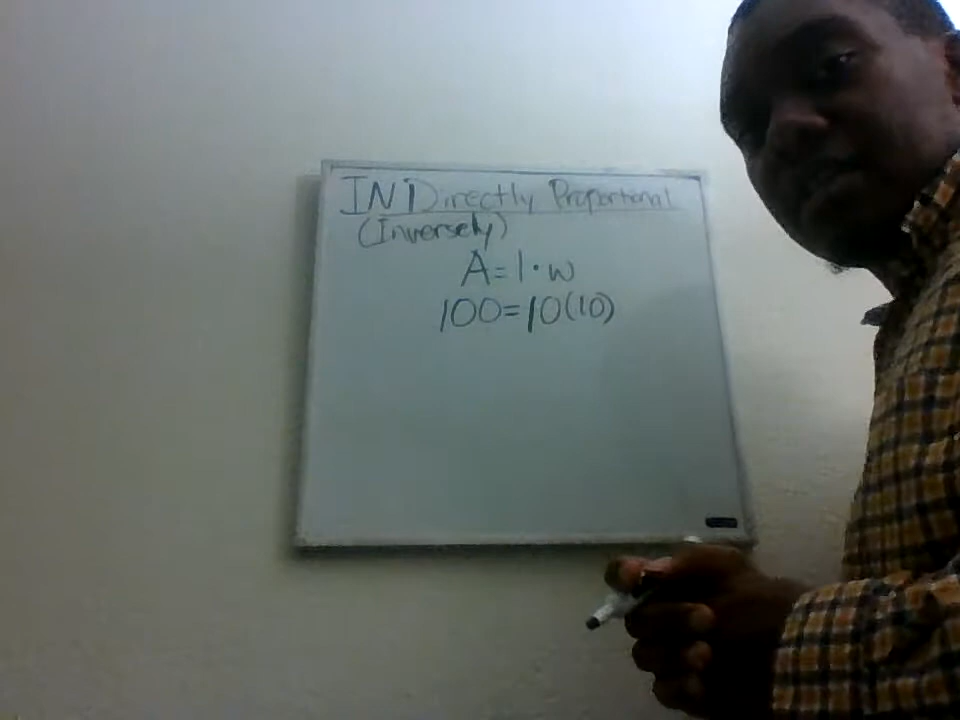 INDirectly Proportional
(Inversely)
A=l·w
100=10(10)